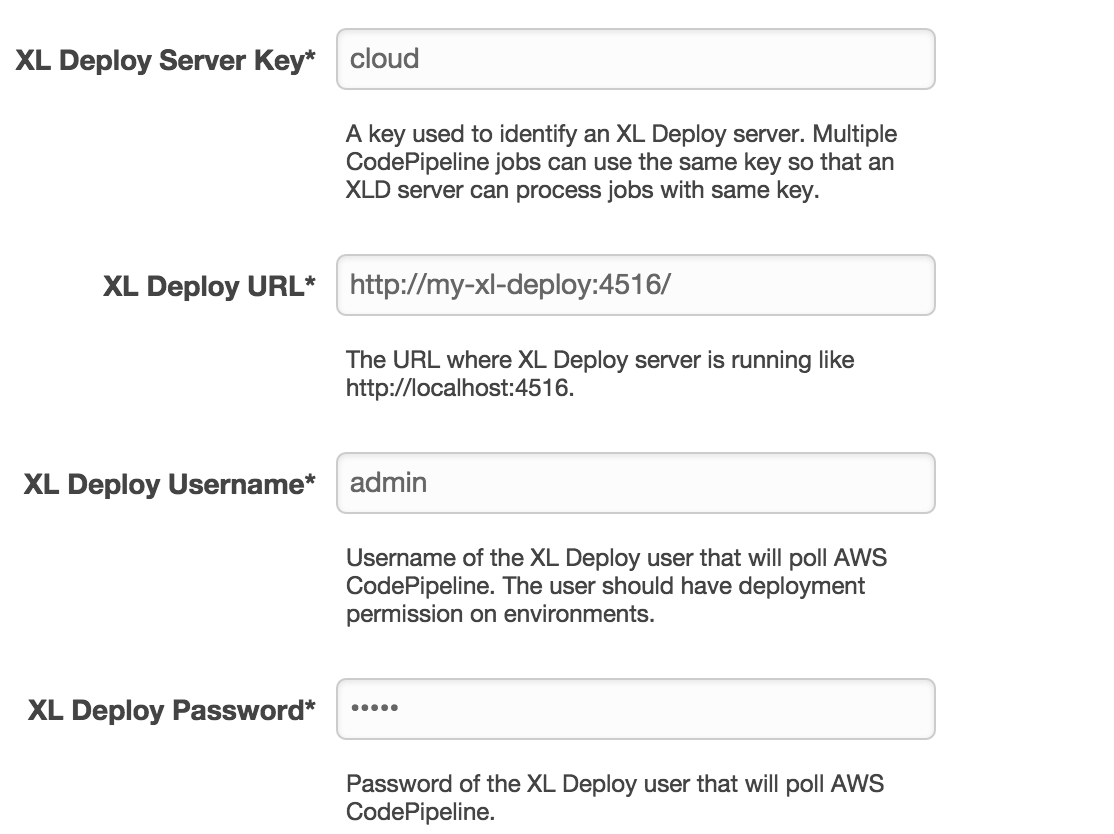 XL Deploy Server Key* cloud
A key used to identify an XL Deploy server. Multiple
CodePipeline jobs can use the same key so that an
XLD server can process jobs with same key.
XL Deploy URL* http://my-xl-deploy:4516/
The URL where XL Deploy server is running like
http://localhost:4516.
XL Deploy Username* admin
Username of the XL Deploy user that will poll AWS
CodePipeline. The user should have deployment
permission on environments.
XL Deploy Password* •••••
Password of the XL Deploy user that will poll AWS
CodePipeline.